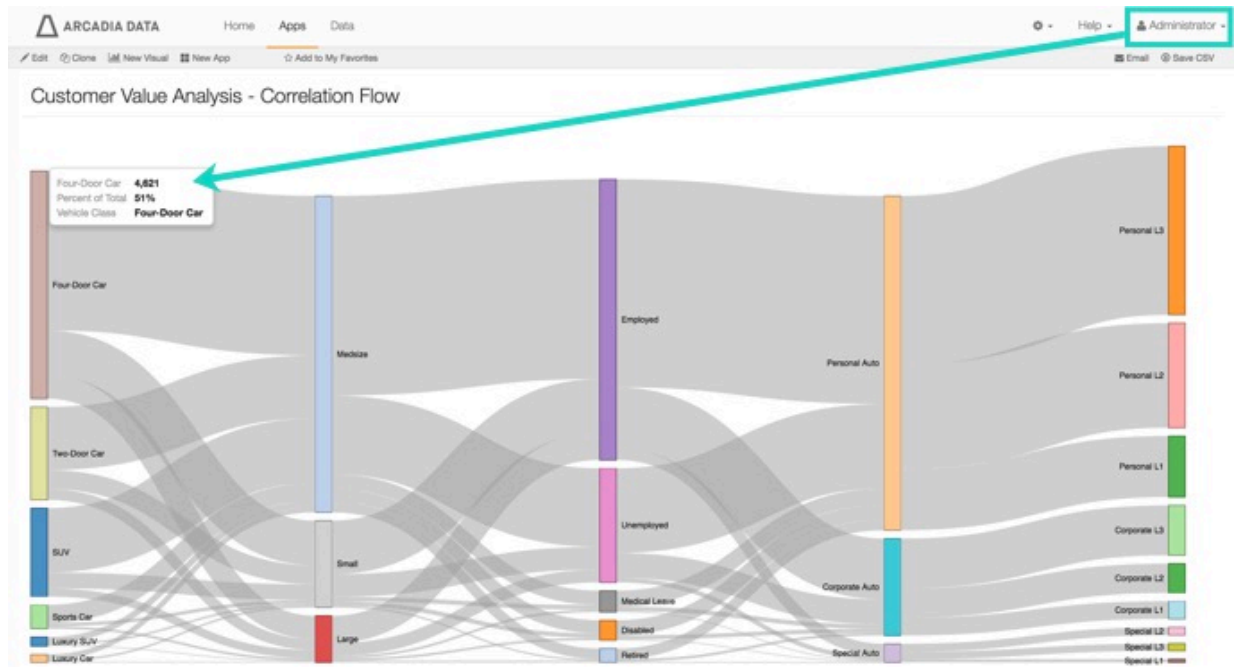 ARCADIA DATA Home Apps Data Help Administrator
Edit Clone New Visual New App Add to My Favorites Email Save CSV
Customer Value Analysis - Correlation Flow
Four-Door Car 4,621
Percent of Total 51%
Vehicle Class Four-Door Car
Four-Door Car
Two-Door Car
SUV
Sports Car
Luxury SUV
Luxury Car
Medsize
Small
Large
Employed
Unemployed
Medical Leave
Disabled
Retired
Personal Auto
Corporate Auto
Special Auto
Personal L3
Personal L2
Personal L1
Corporate L3
Corporate L2
Corporate L1
Special L2
Special L3
Special L1